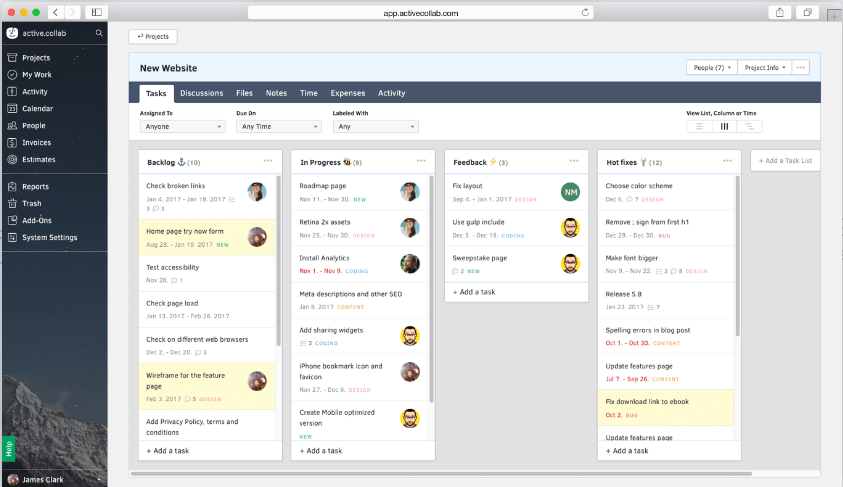 app.activecollab.com
active.collab
Projects
My Work
Activity
Calendar
People
Invoices
Estimates
Reports
Trash
Add-Ons
System Settings
Help
James Clark
Projects
New Website
People (7)
Project Info
Tasks Discussions Files Notes Time Expenses Activity
Assigned To Due On Labeled With View List, Column or Time
Anyone Any Time Any
Backlog (10)
Check broken links
Jan 4. 2017 - Jan 18. 2017
3 3
Home page try now form
Aug 28. - Jan 19. 2017 NEW
Test accessibility
Nov 28. 1
Check page load
Jan 13. 2017 - Feb 28. 2017
Check on different web browsers
Dec 2. - Dec 20. 2
Wireframe for the feature
page
Feb 3. 2017 5 DESIGN
Add Privacy Policy, terms and
conditions
+ Add a task
In Progress (8)
Roadmap page
Nov 11. - Nov 30. NEW
Retina 2x assets
Nov 25. - Nov 30. DESIGN
Install Analytics
Nov 1. - Nov 9. CODING
Meta descriptions and other SEO
Jan 6. 2017 CONTENT
Add sharing widgets
3 CODING
iPhone bookmark icon and
favicon
Nov 27. - Dec 9. DESIGN
Create Mobile optimized
version
NEW
+ Add a task
Feedback (3)
Fix layout
NM
Sep 4. - Jan 1. 2017 DESIGN
Use gulp include
Dec 3. - Dec 19. CODING
Sweepstake page
2 NEW
+ Add a task
Hot fixes (12)
Choose color scheme
Dec 6. 7 DESIGN
Remove ; sign from first h1
Dec 29. - Dec 30. BUG
Make font bigger
Nov 9. - Nov 22. 2 8 DESIGN
Release 5.8
Jan 23. 2017 7
Spelling errors in blog post
Oct 1. - Oct 30. CONTENT
Update features page
Jul 7. - Sep 26. CONTENT
Fix download link to ebook
Oct 2. BUG
Update features page
+ Add a task
+ Add a Task List